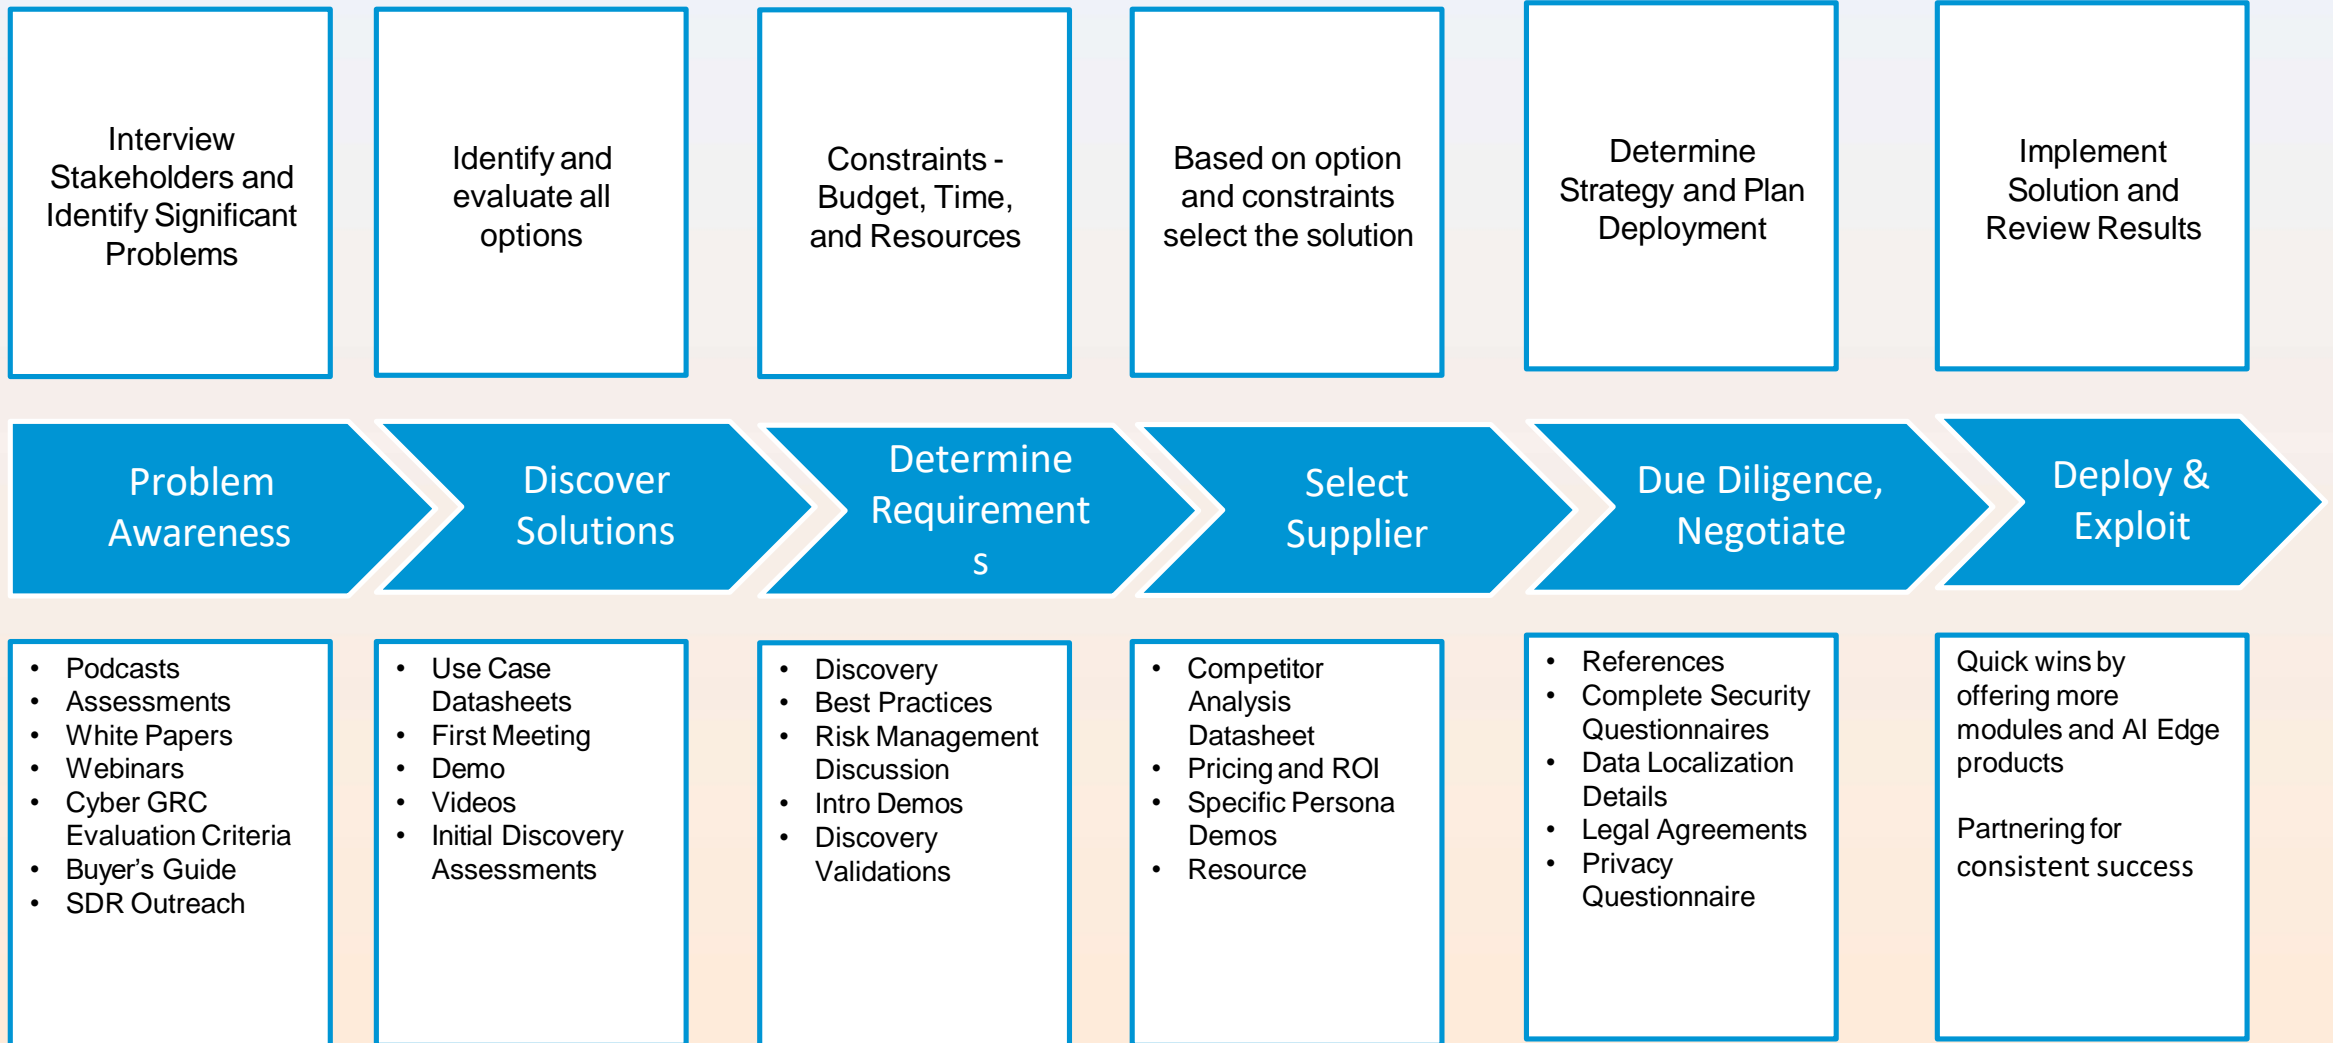 Interview
Stakeholders and
Identify Significant
Problems
Identify and
evaluate all
options
Constraints -
Budget, Time,
and Resources
Based on option
and constraints
select the solution
Determine
Strategy and Plan
Deployment
Implement
Solution and
Review Results
Problem
Awareness
Discover
Solutions
Determine
Requirement
s
Select
Supplier
Due Diligence,
Negotiate
Deploy &
Exploit
• Podcasts
• Assessments
• White Papers
• Webinars
• Cyber GRC
Evaluation Criteria
• Buyer’s Guide
• SDR Outreach
• Use Case
Datasheets
• First Meeting
• Demo
• Videos
• Initial Discovery
Assessments
• Discovery
• Best Practices
• Risk Management
Discussion
• Intro Demos
• Discovery
Validations
• Competitor
Analysis
Datasheet
• Pricing and ROI
• Specific Persona
Demos
• Resource
• References
• Complete Security
Questionnaires
• Data Localization
Details
• Legal Agreements
• Privacy
Questionnaire
Quick wins by
offering more
modules and AI Edge
products
Partnering for
consistent success